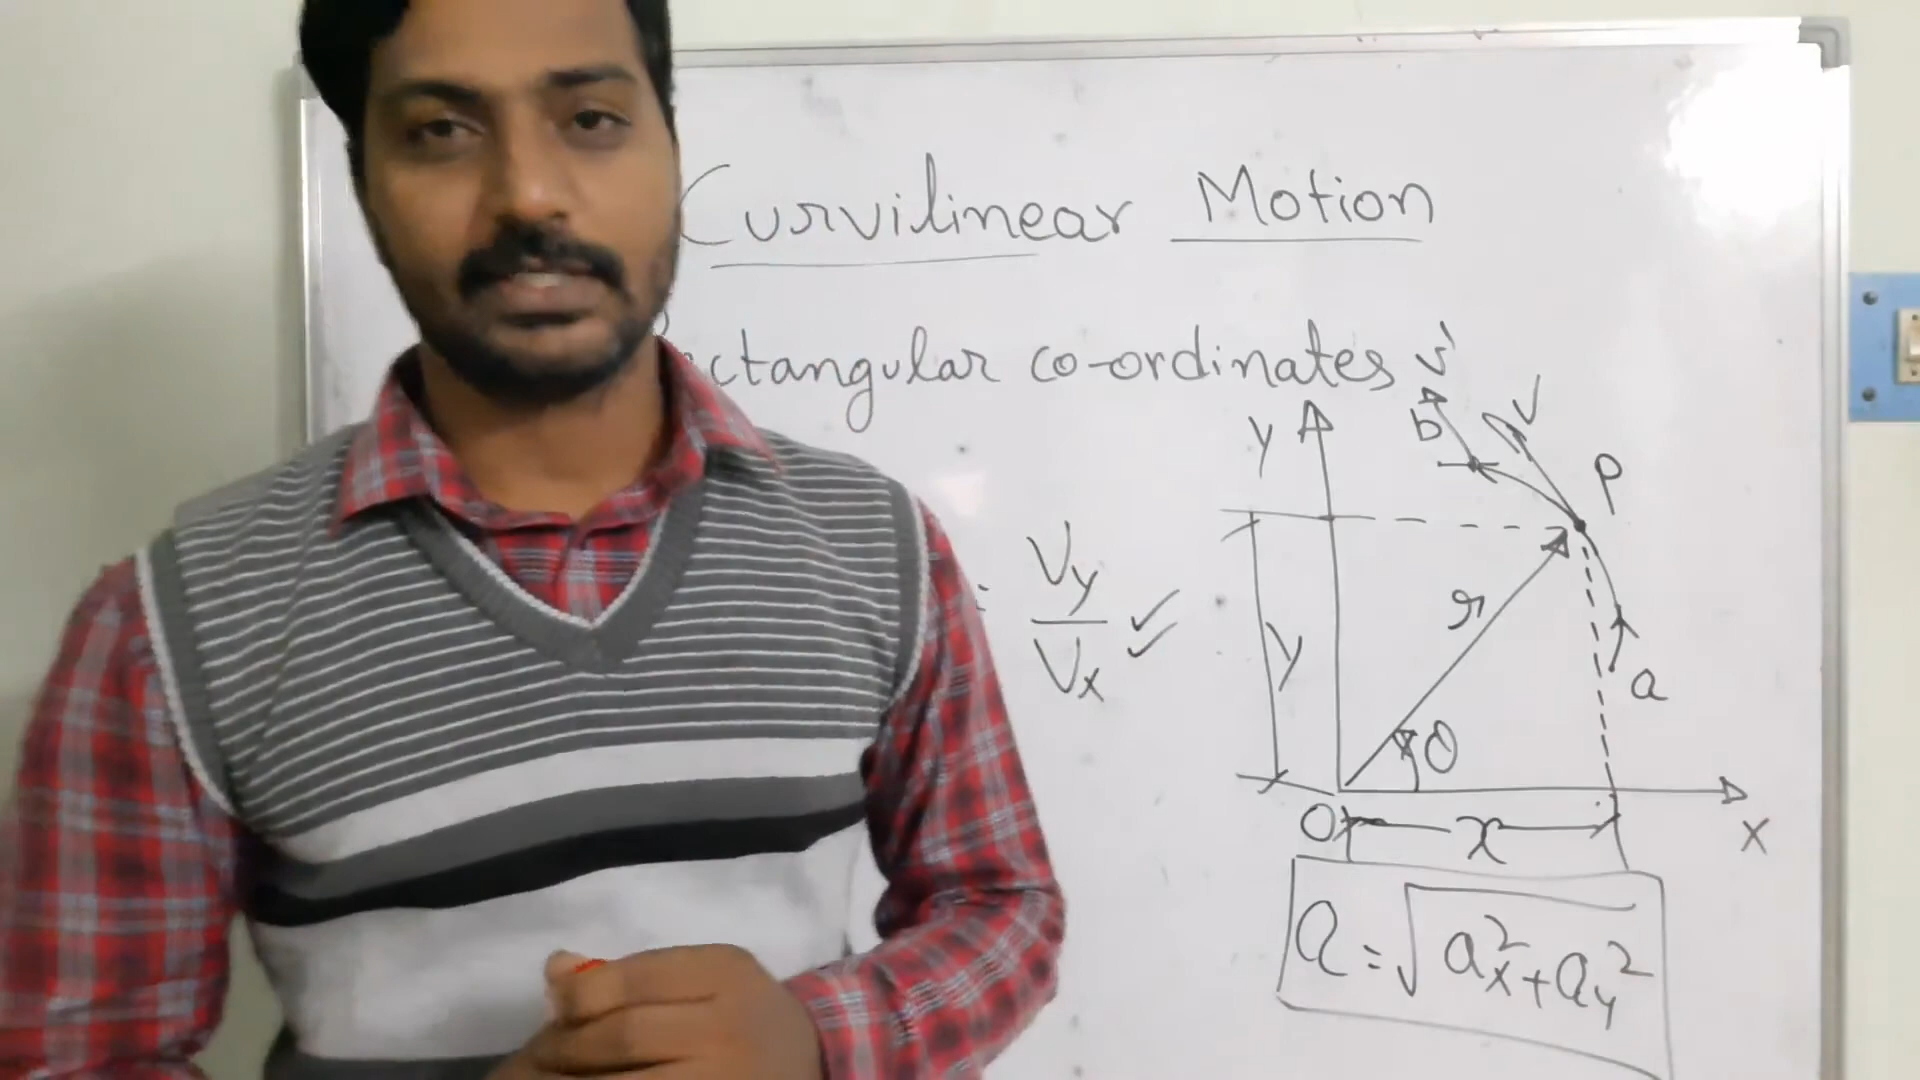 Curvilinear Motion
ctangular co-ordinates
= Vy / Vx ✓✓
y
b
v'
v
P
y
r
a
θ
O
x
x
a = √ax² + ay²